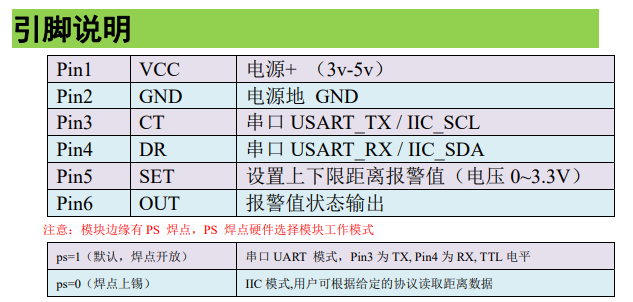 引脚说明
Pin1 VCC 电源+ （3v-5v）
Pin2 GND 电源地 GND
Pin3 CT 串口 USART_TX / IIC_SCL
Pin4 DR 串口 USART_RX / IIC_SDA
Pin5 SET 设置上下限距离报警值（电压 0~3.3V）
Pin6 OUT 报警值状态输出
注意：模块边缘有 PS 焊点，PS 焊点硬件选择模块工作模式
ps=1（默认，焊点开放） 串口 UART 模式，Pin3 为 TX, Pin4 为 RX, TTL 电平
ps=0（焊点上锡） IIC 模式,用户可根据给定的协议读取距离数据